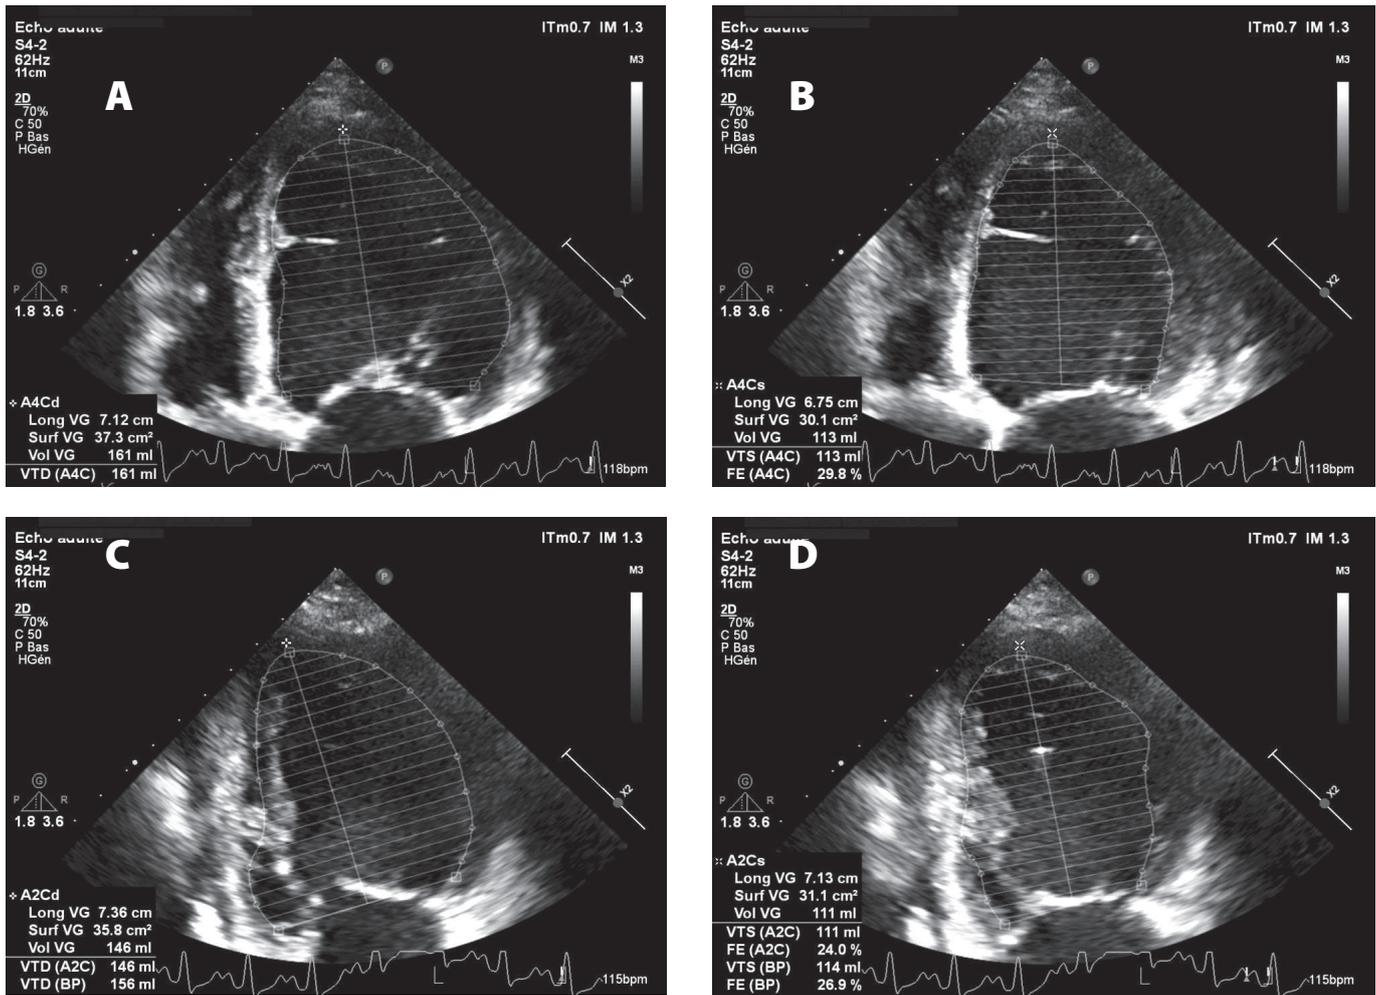 Echo adulte
ITm0.7 IM 1.3
S4-2
62Hz
11cm
M3
A
2D
70%
C 50
P Bas
HGén
P
G
P R
1.8 3.6
X2
A4Cd
Long VG 7.12 cm
Surf VG 37.3 cm²
Vol VG 161 ml
VTD (A4C) 161 ml
118bpm
Echo adulte
ITm0.7 IM 1.3
S4-2
62Hz
11cm
M3
B
2D
70%
C 50
P Bas
HGén
P
G
P R
1.8 3.6
X2
A4Cs
Long VG 6.75 cm
Surf VG 30.1 cm²
Vol VG 113 ml
VTS (A4C) 113 ml
FE (A4C) 29.8 %
118bpm
Echo adulte
ITm0.7 IM 1.3
S4-2
62Hz
11cm
M3
C
2D
70%
C 50
P Bas
HGén
P
G
P R
1.8 3.6
X2
A2Cd
Long VG 7.36 cm
Surf VG 35.8 cm²
Vol VG 146 ml
VTD (A2C) 146 ml
VTD (BP) 156 ml
115bpm
Echo adulte
ITm0.7 IM 1.3
S4-2
62Hz
11cm
M3
D
2D
70%
C 50
P Bas
HGén
P
G
P R
1.8 3.6
X2
A2Cs
Long VG 7.13 cm
Surf VG 31.1 cm²
Vol VG 111 ml
VTS (A2C) 111 ml
FE (A2C) 24.0 %
VTS (BP) 114 ml
FE (BP) 26.9 %
115bpm